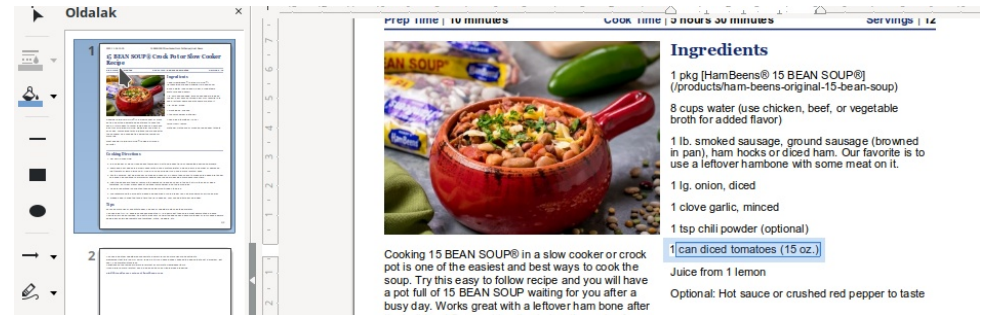 Oldalak ×
1
2
Prep Time | 10 minutes Cook Time | 5 hours 30 minutes Servings | 12
BEAN SOUP®
Ingredients
1 pkg [HamBeens® 15 BEAN SOUP®]
(/products/ham-beens-original-15-bean-soup)
8 cups water (use chicken, beef, or vegetable
broth for added flavor)
1 lb. smoked sausage, ground sausage (browned
in pan), ham hocks or diced ham. Our favorite is to
use a leftover hambone with some meat on it.
1 lg. onion, diced
1 clove garlic, minced
1 tsp chili powder (optional)
1 can diced tomatoes (15 oz.)
Juice from 1 lemon
Optional: Hot sauce or crushed red pepper to taste
Cooking 15 BEAN SOUP® in a slow cooker or crock
pot is one of the easiest and best ways to cook the
soup. Try this easy to follow recipe and you will have
a pot full of 15 BEAN SOUP waiting for you after a
busy day. Works great with a leftover ham bone after